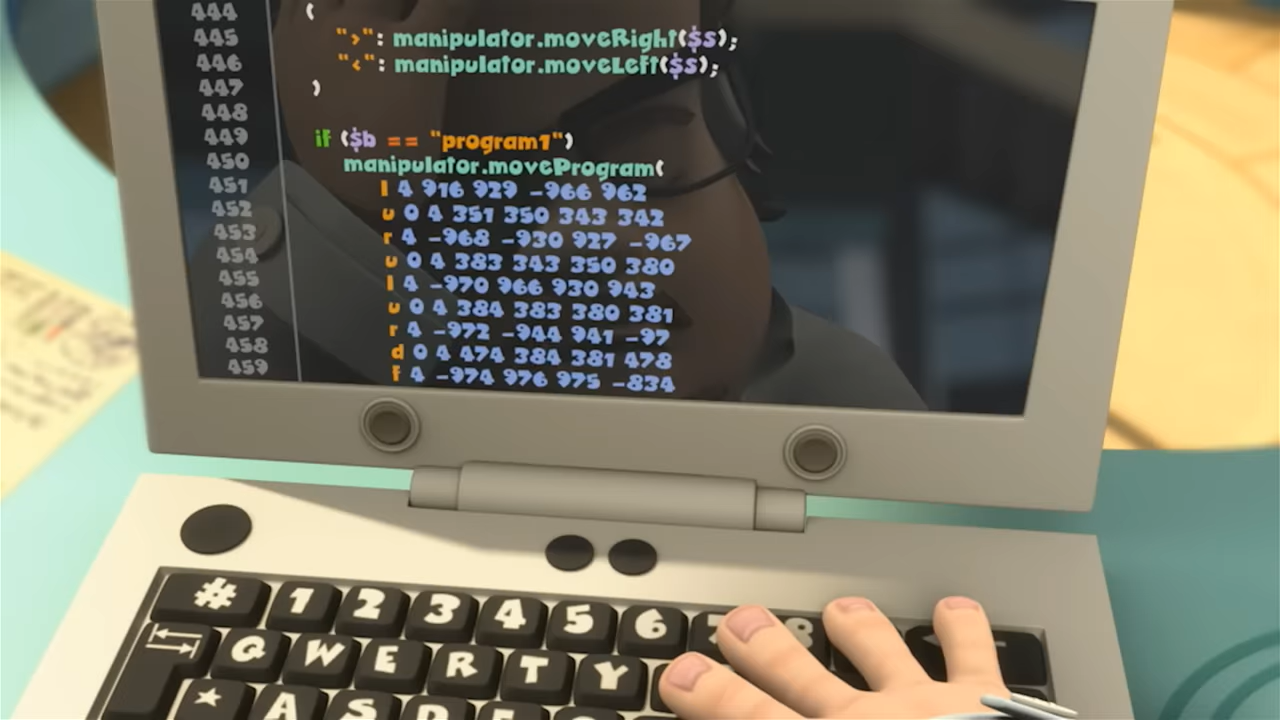 444 (
445 ">": manipulator.moveRight($s);
446 "<": manipulator.moveLeft($s);
447 )
448
449 if ($b == "program1")
450 manipulator.moveProgram(
451 l 4 916 929 -966 962
452 u 0 4 351 350 343 342
453 r 4 -968 -930 927 -967
454 u 0 4 383 343 350 380
455 l 4 -970 966 930 943
456 u 0 4 384 383 380 381
457 r 4 -972 -944 941 -97
458 d 0 4 474 384 381 478
459 f 4 -974 976 975 -834
# 1 2 3 4 5 6 7 8
Q W E R T Y
* A S D F